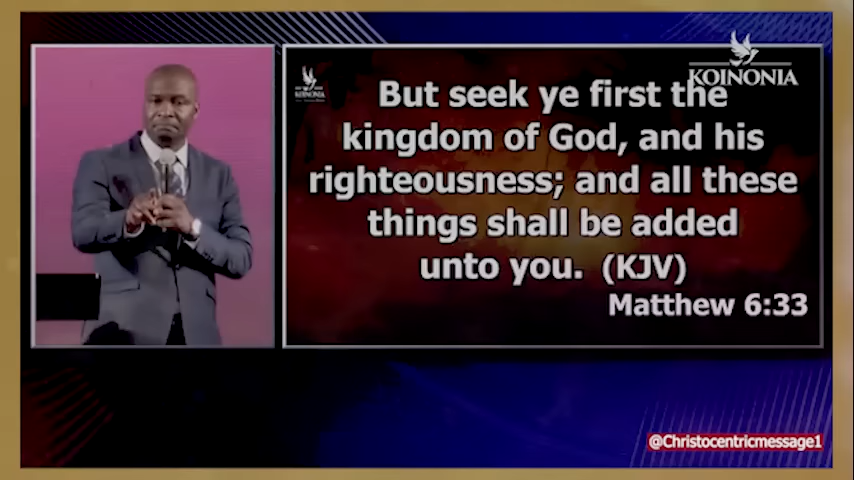 KOINONIA
KOINONIA
But seek ye first the
kingdom of God, and his
righteousness; and all these
things shall be added
unto you. (KJV)
Matthew 6:33
@Christocentricmessage1